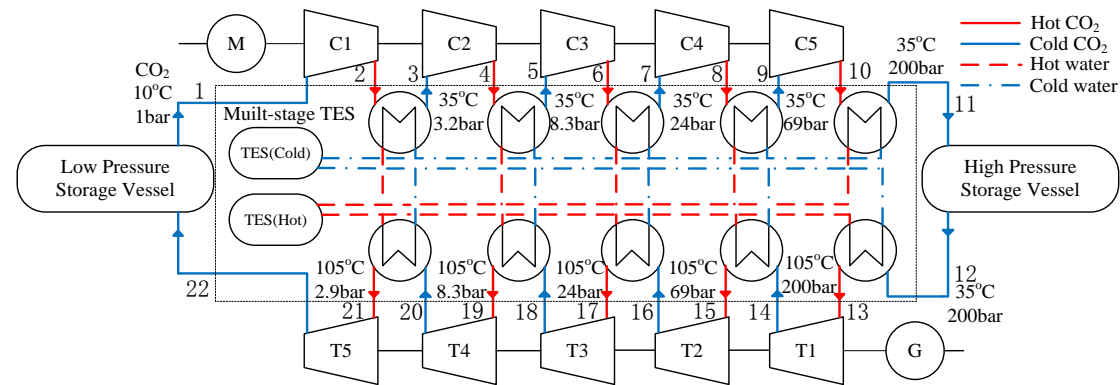 M
C1
C2
C3
C4
C5
Hot CO₂
Cold CO₂
Hot water
Cold water
CO₂
10°C
1bar
1
2
3
4
5
6
7
8
9
10
35°C
200bar
11
Muilt-stage TES
35°C
3.2bar
35°C
8.3bar
35°C
24bar
35°C
69bar
TES(Cold)
TES(Hot)
Low Pressure
Storage Vessel
High Pressure
Storage Vessel
105°C
2.9bar
105°C
8.3bar
105°C
24bar
105°C
69bar
105°C
200bar
12
35°C
200bar
22
21
20
19
18
17
16
15
14
13
T5
T4
T3
T2
T1
G